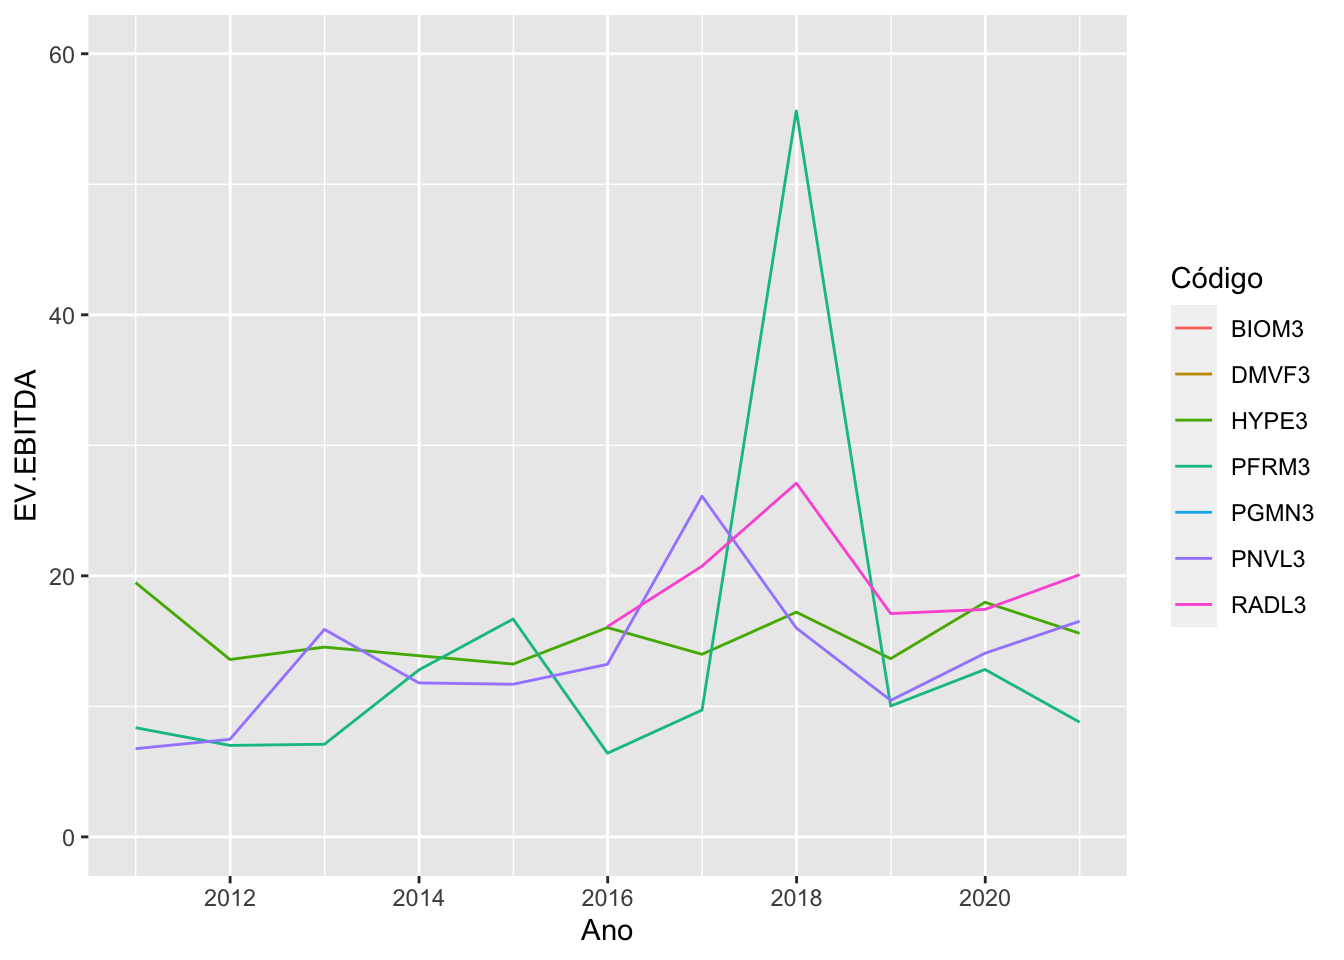 60
40
20
0
EV.EBITDA
2012
2014
2016
2018
2020
Ano
Código
BIOM3
DMVF3
HYPE3
PFRM3
PGMN3
PNVL3
RADL3